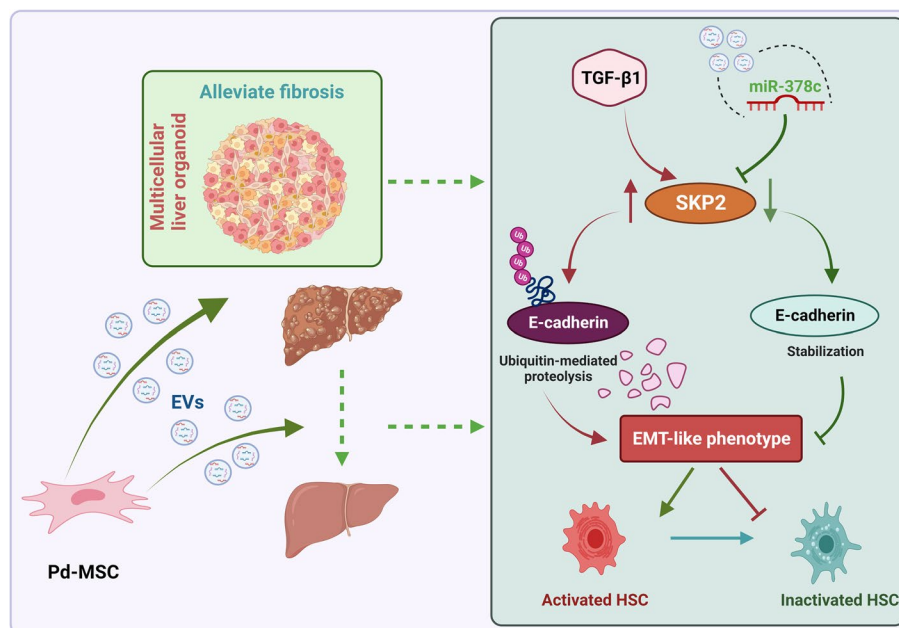 Alleviate fibrosis
Multicellular
liver organoid
EVs
Pd-MSC
TGF-β1
miR-378c
SKP2
Ub
Ub
Ub
Ub
E-cadherin
Ubiquitin-mediated
proteolysis
E-cadherin
Stabilization
EMT-like phenotype
Activated HSC
Inactivated HSC